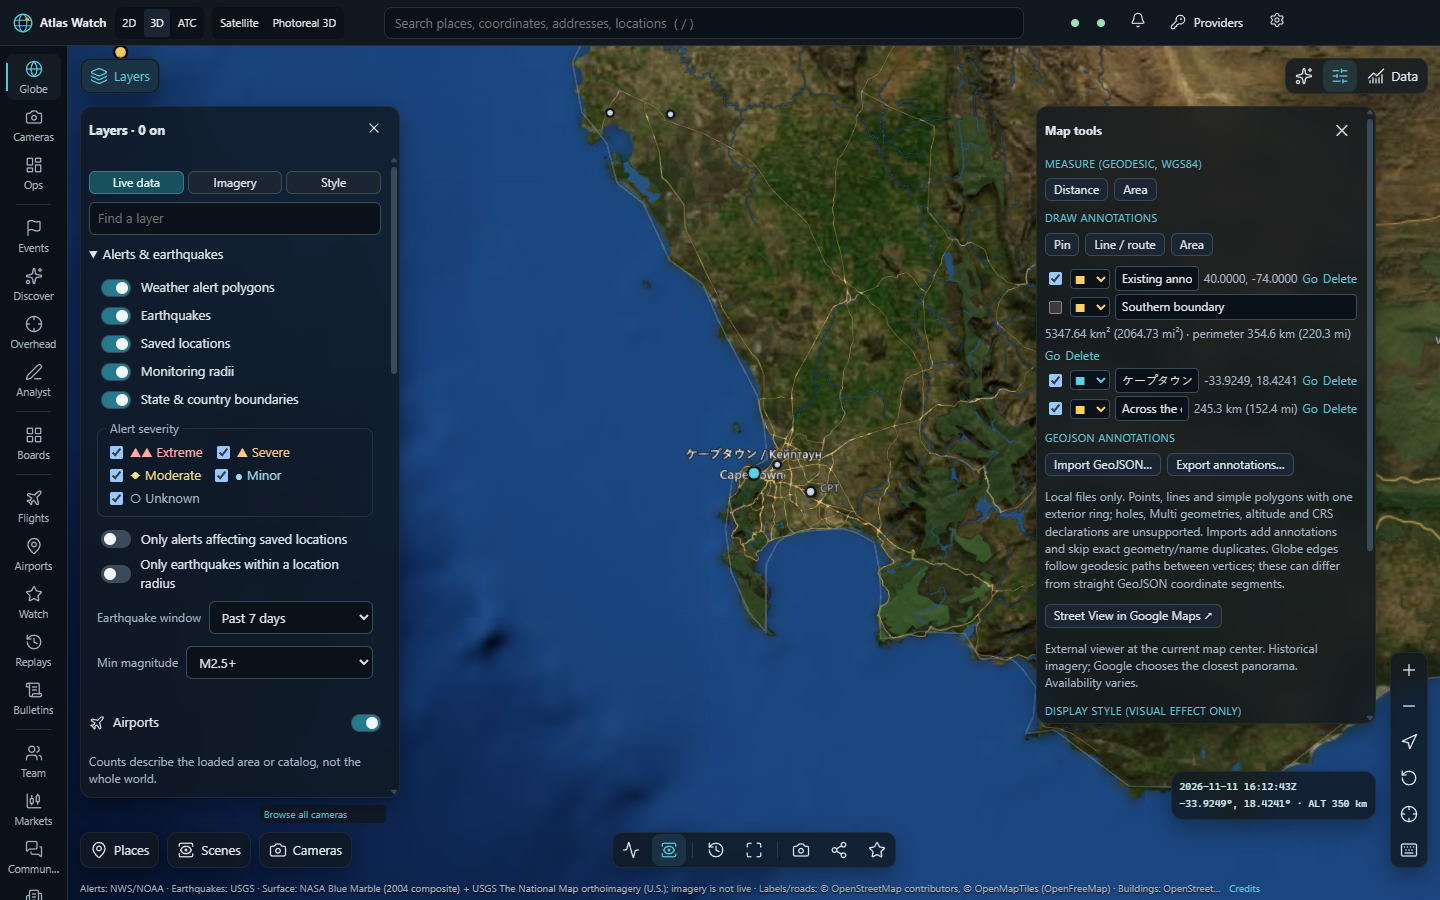 Atlas Watch
2D 3D ATC Satellite Photoreal 3D
Search places, coordinates, addresses, locations ( / )
Providers
Globe
Cameras
Ops
Events
Discover
Overhead
Analyst
Boards
Flights
Airports
Watch
Replays
Bulletins
Team
Markets
Commun...
Layers
Layers · 0 on
Live data Imagery Style
Find a layer
▼ Alerts & earthquakes
Weather alert polygons
Earthquakes
Saved locations
Monitoring radii
State & country boundaries
Alert severity
Extreme Severe
Moderate Minor
Unknown
Only alerts affecting saved locations
Only earthquakes within a location
radius
Earthquake window Past 7 days
Min magnitude M2.5+
Airports
Counts describe the loaded area or catalog, not the
whole world.
Browse all cameras
Places Scenes Cameras
ケープタウン / Кейптаун
Cape Town
CPT
Data
Map tools
MEASURE (GEODESIC, WGS84)
Distance Area
DRAW ANNOTATIONS
Pin Line / route Area
Existing anno 40.0000, -74.0000 Go Delete
Southern boundary
5347.64 km² (2064.73 mi²) · perimeter 354.6 km (220.3 mi)
Go Delete
ケープタウン -33.9249, 18.4241 Go Delete
Across the 245.3 km (152.4 mi) Go Delete
GEOJSON ANNOTATIONS
Import GeoJSON... Export annotations...
Local files only. Points, lines and simple polygons with one
exterior ring; holes, Multi geometries, altitude and CRS
declarations are unsupported. Imports add annotations
and skip exact geometry/name duplicates. Globe edges
follow geodesic paths between vertices; these can differ
from straight GeoJSON coordinate segments.
Street View in Google Maps ↗
External viewer at the current map center. Historical
imagery; Google chooses the closest panorama.
Availability varies.
DISPLAY STYLE (VISUAL EFFECT ONLY)
2026-11-11 16:12:43Z
-33.9249°, 18.4241° · ALT 350 km
Alerts: NWS/NOAA · Earthquakes: USGS · Surface: NASA Blue Marble (2004 composite) + USGS The National Map orthoimagery (U.S.); imagery is not live · Labels/roads: © OpenStreetMap contributors, © OpenMapTiles (OpenFreeMap) · Buildings: OpenStreet... Credits